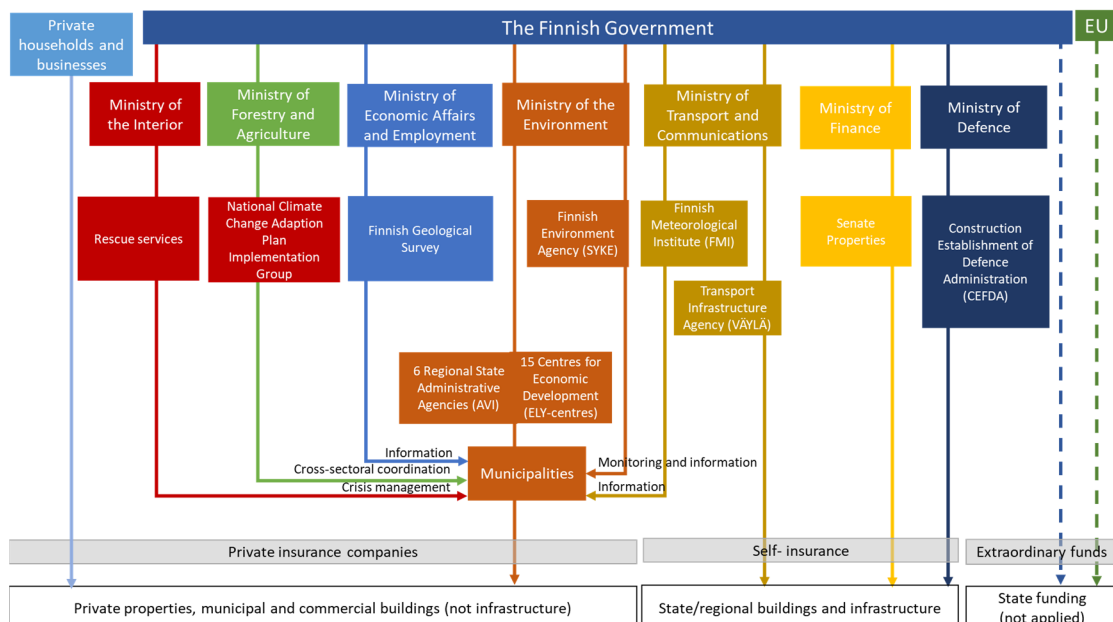 Private
households and
businesses
The Finnish Government
EU
Ministry of
the Interior
Ministry of
Forestry and
Agriculture
Ministry of
Economic Affairs
and Employment
Ministry of the
Environment
Ministry of
Transport and
Communications
Ministry of
Finance
Ministry of
Defence
Rescue services
National Climate
Change Adaption
Plan
Implementation
Group
Finnish Geological
Survey
Finnish
Environment
Agency (SYKE)
Finnish
Meteorological
Institute (FMI)
Senate
Properties
Construction
Establishment of
Defence
Administration
(CEFDA)
Transport
Infrastructure
Agency (VÄYLÄ)
6 Regional State
Administrative
Agencies (AVI)
15 Centres for
Economic
Development
(ELY-centres)
Information
Cross-sectoral coordination
Crisis management
Municipalities
Monitoring and information
Information
Private insurance companies
Self- insurance
Extraordinary funds
Private properties, municipal and commercial buildings (not infrastructure)
State/regional buildings and infrastructure
State funding
(not applied)